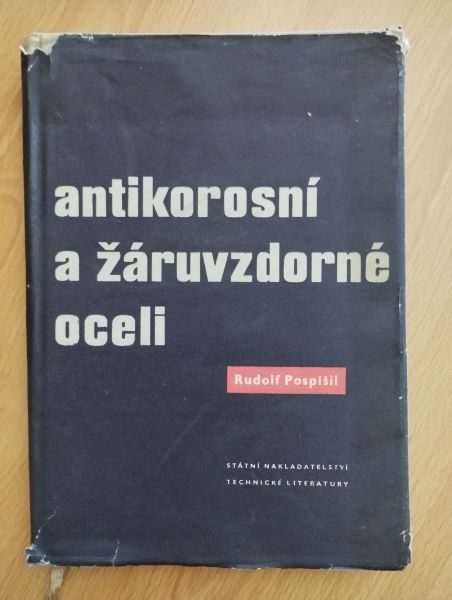 antikorosní
a žáruvzdorné
oceli
Rudolf Pospíšil
STÁTNÍ NAKLADATELSTVÍ
TECHNICKÉ LITERATURY